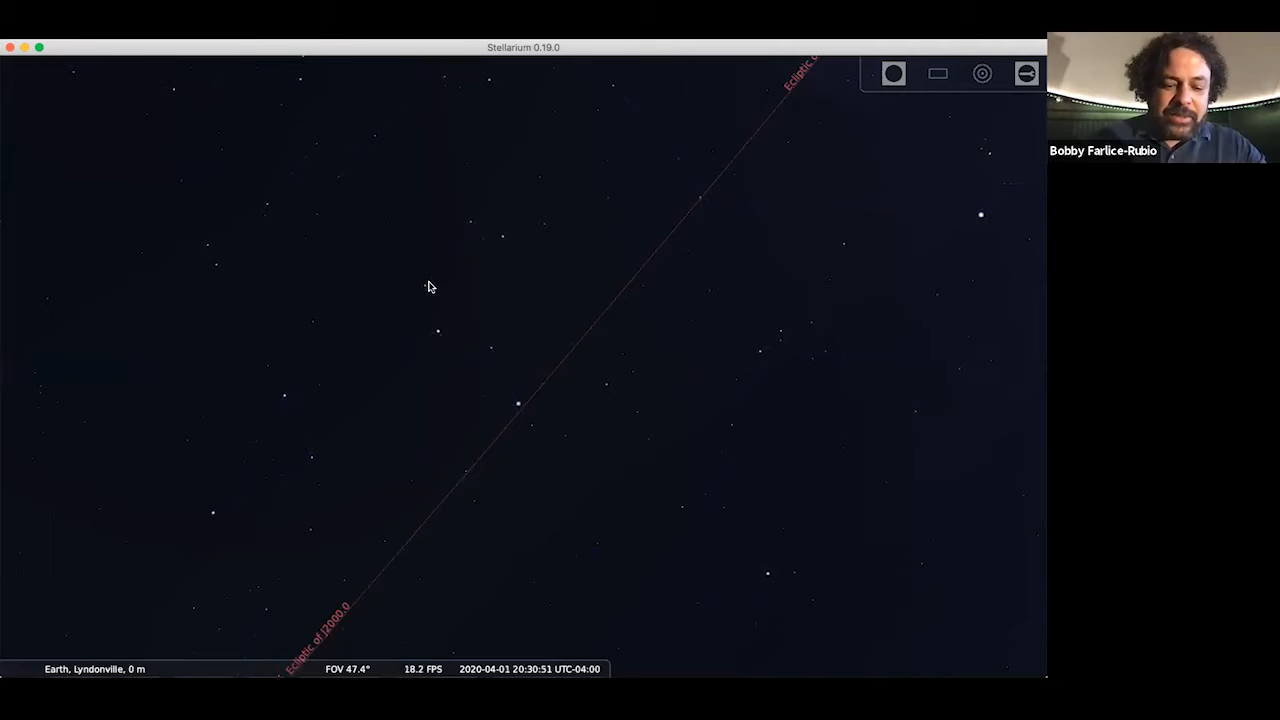 Stellarium 0.19.0
Ecliptic o
Bobby Farlice-Rubio
Ecliptic of J2000.0
Earth, Lyndonville, 0 m
FOV 47.4°
18.2 FPS
2020-04-01 20:30:51 UTC-04:00